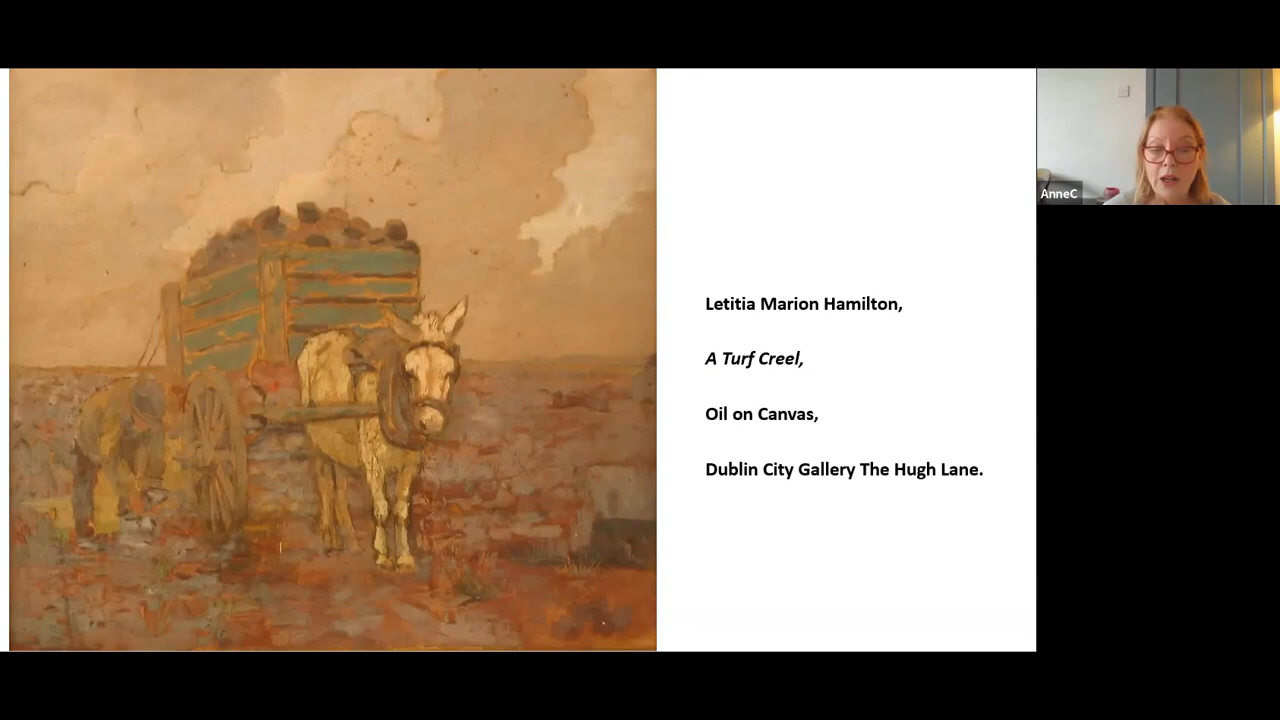 Letitia Marion Hamilton,
A Turf Creel,
Oil on Canvas,
Dublin City Gallery The Hugh Lane.
AnneC